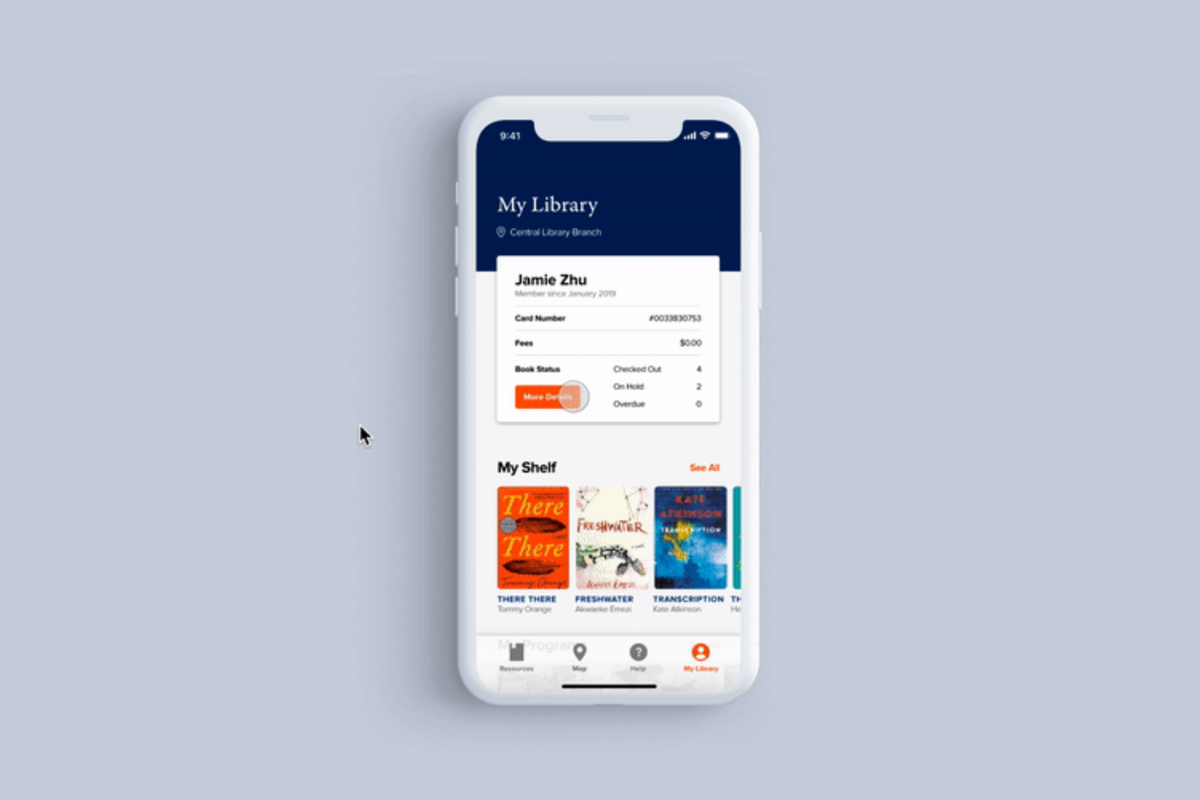 9:41
My Library
Central Library Branch
Jamie Zhu
Member since January 2019
Card Number #0033830753
Fees $0.00
Book Status Checked Out 4
On Hold 2
More Details
Overdue 0
My Shelf See All
There
There
Tommy Orange
FRESHWATER
AKWAEKE EMEZI
KATE
ATKINSON
TRANSCRIPTION
THERE THERE FRESHWATER TRANSCRIPTION TH
Tommy Orange Akwaeke Emezi Kate Atkinson He
My Program
Resources Map Help My Library